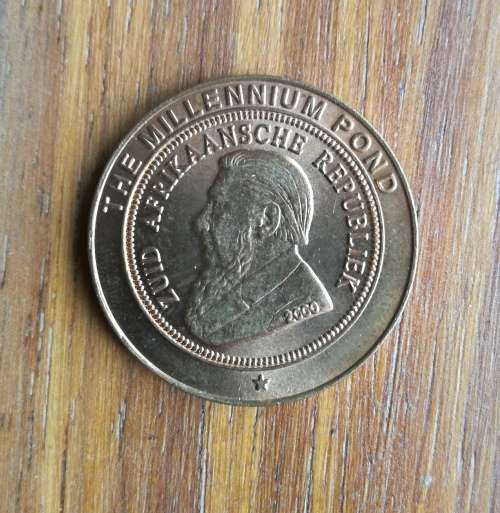 THE MILLENNIUM POND
ZUID AFRIKAANSCHE REPUBLIEK
2000